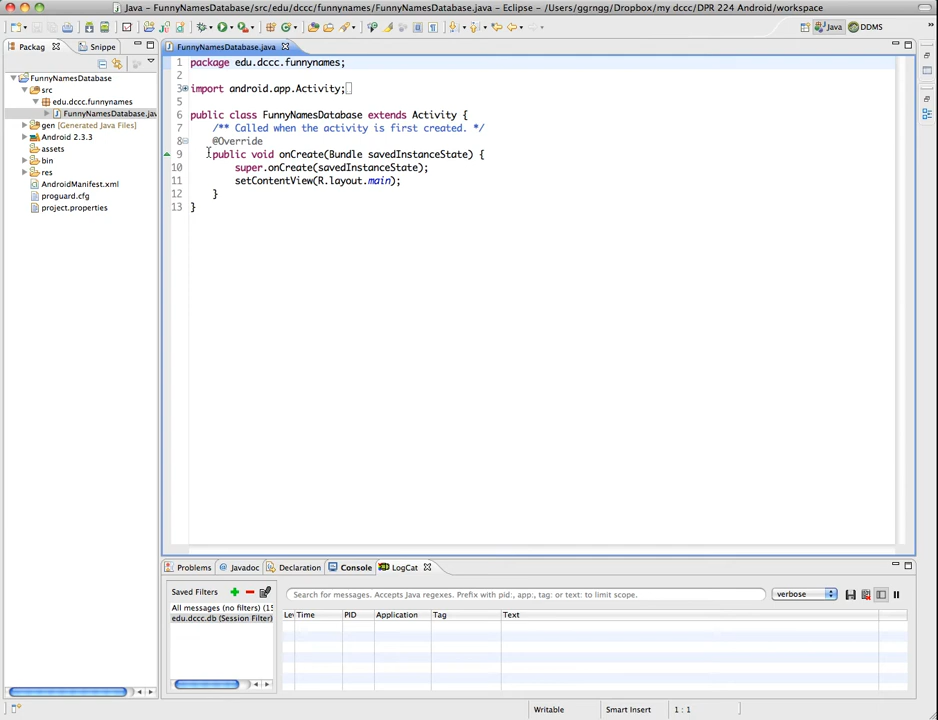 Java – FunnyNamesDatabase/src/edu/dccc/funnynames/FunnyNamesDatabase.java – Eclipse – /Users/ggrngg/Dropbox/my dccc/DPR 224 Android/workspace
Java
DDMS
Packag
Snippe
FunnyNamesDatabase
src
edu.dccc.funnynames
FunnyNamesDatabase.jav
gen [Generated Java Files]
Android 2.3.3
assets
bin
res
AndroidManifest.xml
proguard.cfg
project.properties
FunnyNamesDatabase.java
1 package edu.dccc.funnynames;
2
3 import android.app.Activity;
5
6 public class FunnyNamesDatabase extends Activity {
7 /** Called when the activity is first created. */
8 @Override
9 public void onCreate(Bundle savedInstanceState) {
10 super.onCreate(savedInstanceState);
11 setContentView(R.layout.main);
12 }
13 }
Problems Javadoc Declaration Console LogCat
Saved Filters
All messages (no filters) (15
edu.dccc.db (Session Filter)
Search for messages. Accepts Java regexes. Prefix with pid:, app:, tag: or text: to limit scope.
verbose
Le Time PID Application Tag Text
Writable Smart Insert 1 : 1